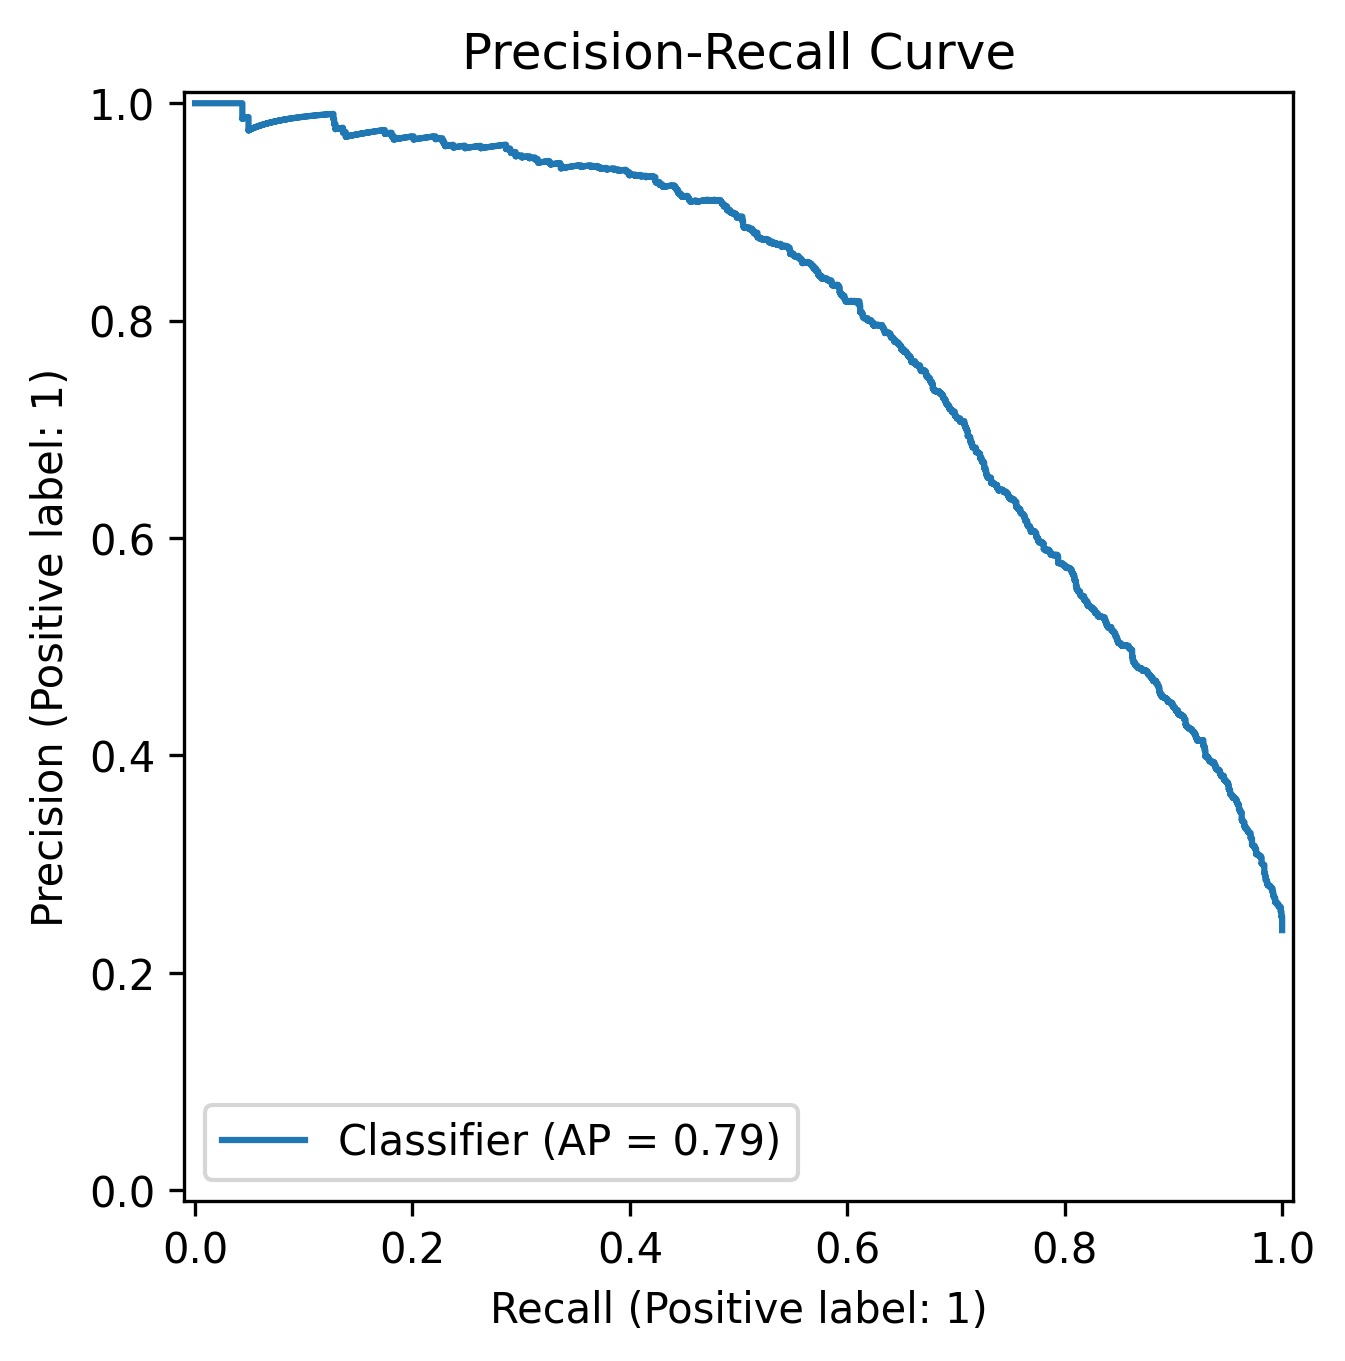 Precision-Recall Curve
Precision (Positive label: 1)
1.0
0.8
0.6
0.4
0.2
0.0
Classifier (AP = 0.79)
0.0 0.2 0.4 0.6 0.8 1.0
Recall (Positive label: 1)